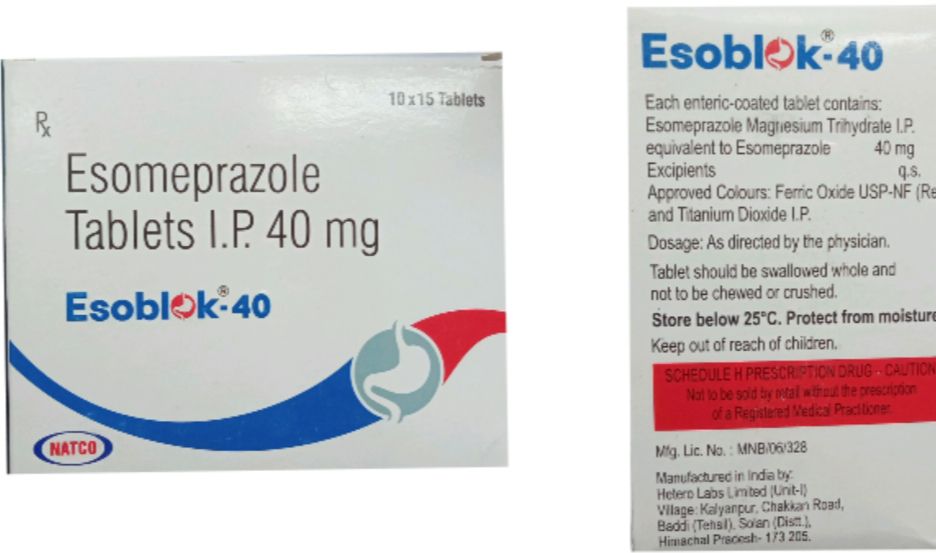 10x15 Tablets
Rx
Esomeprazole
Tablets I.P. 40 mg
Esoblok®-40
NATCO
Esoblok®-40
Each enteric-coated tablet contains:
Esomeprazole Magnesium Trihydrate I.P.
equivalent to Esomeprazole 40 mg
Excipients q.s.
Approved Colours: Ferric Oxide USP-NF (Re
and Titanium Dioxide I.P.
Dosage: As directed by the physician.
Tablet should be swallowed whole and
not to be chewed or crushed.
Store below 25°C. Protect from moisture
Keep out of reach of children.
SCHEDULE H PRESCRIPTION DRUG - CAUTION
Not to be sold by retail without the prescription
of a Registered Medical Practitioner.
Mfg. Lic. No. : MNB/06/328
Manufactured in India by:
Hetero Labs Limited (Unit-I)
Village: Kalyanpur, Chakkan Road,
Baddi (Tehsil), Solan (Distt.),
Himachal Pradesh- 173 205.